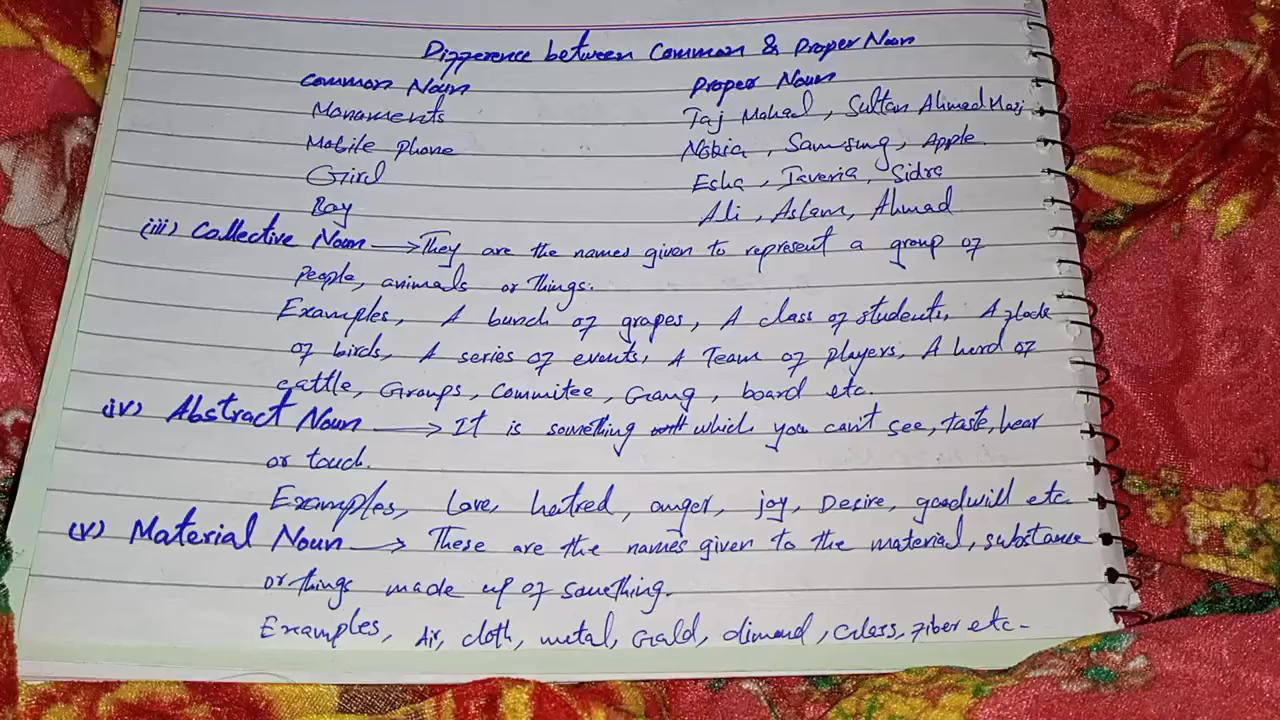 Difference between Common & Proper Noun
Common Noun Proper Noun
Monuments Taj Mahal, Sultan Ahmad Masj
Mobile phone Nokia, Samsung, Apple.
Girl Esha, Javeria, Sidra
Boy Ali, Aslam, Ahmad
(iii) Collective Noun → They are the names given to represent a group of
people, animals or things.
Examples, A bunch of grapes, A class of students, A flock
of birds, A series of events, A Team of players, A herd of
cattle, Groups, Commitee, Gang, board etc.
(iv) Abstract Noun → It is something which you can't see, taste, hear
or touch.
Examples, Love, hatred, anger, joy, Desire, goodwill etc.
(v) Material Noun → These are the names given to the material, substance
or things made up of something.
Examples, Air, cloth, metal, Gold, dimond, Glass, fiber etc-